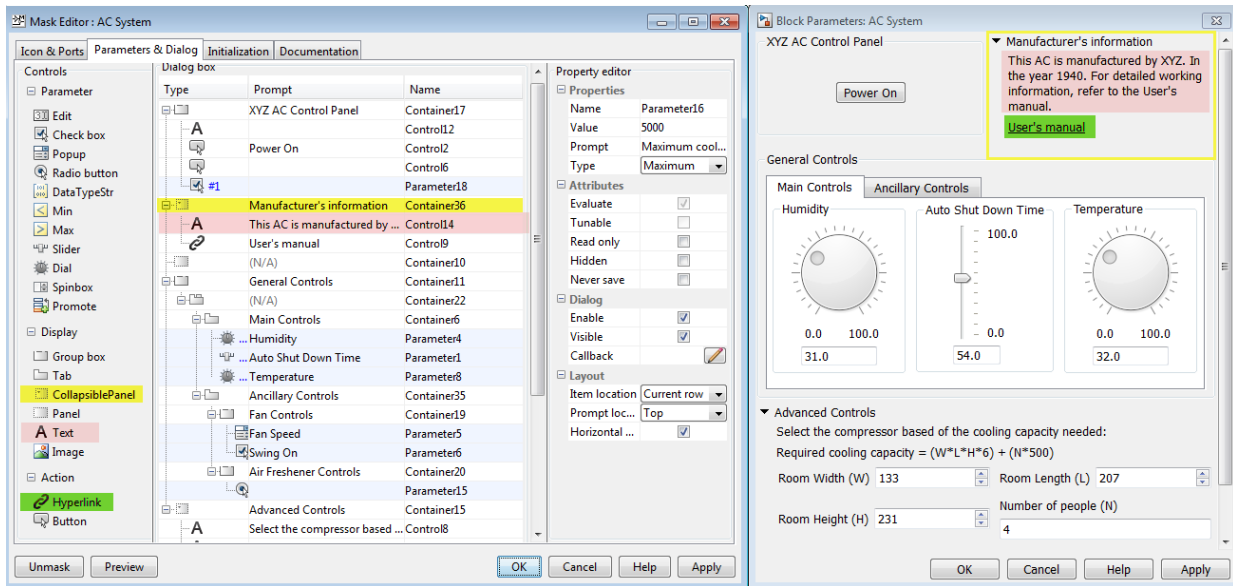 Mask Editor : AC System
Icon & Ports Parameters & Dialog Initialization Documentation
Controls
Parameter
Edit
Check box
Popup
Radio button
DataTypeStr
Min
Max
Slider
Dial
Spinbox
Promote
Display
Group box
Tab
CollapsiblePanel
Panel
A Text
Image
Action
Hyperlink
Button
Dialog box
Type Prompt Name
XYZ AC Control Panel Container17
A Control12
Power On Control2
Control6
#1 Parameter18
Manufacturer's information Container36
A This AC is manufactured by ... Control14
User's manual Control9
(N/A) Container10
General Controls Container11
(N/A) Container22
Main Controls Container6
... Humidity Parameter4
... Auto Shut Down Time Parameter1
... Temperature Parameter8
Ancillary Controls Container35
Fan Controls Container19
Fan Speed Parameter5
Swing On Parameter6
Air Freshener Controls Container20
Parameter15
Advanced Controls Container15
A Select the compressor based ... Control8
Property editor
Properties
Name Parameter16
Value 5000
Prompt Maximum cool...
Type Maximum
Attributes
Evaluate
Tunable
Read only
Hidden
Never save
Dialog
Enable
Visible
Callback
Layout
Item location Current row
Prompt loc... Top
Horizontal ...
Unmask Preview OK Cancel Help Apply
Block Parameters: AC System
XYZ AC Control Panel
Power On
Manufacturer's information
This AC is manufactured by XYZ. In
the year 1940. For detailed working
information, refer to the User's
manual.
User's manual
General Controls
Main Controls Ancillary Controls
Humidity Auto Shut Down Time Temperature
100.0
0.0 100.0 0.0 0.0 100.0
31.0 54.0 32.0
Advanced Controls
Select the compressor based of the cooling capacity needed:
Required cooling capacity = (W*L*H*6) + (N*500)
Room Width (W) 133 Room Length (L) 207
Number of people (N)
Room Height (H) 231
4
OK Cancel Help Apply